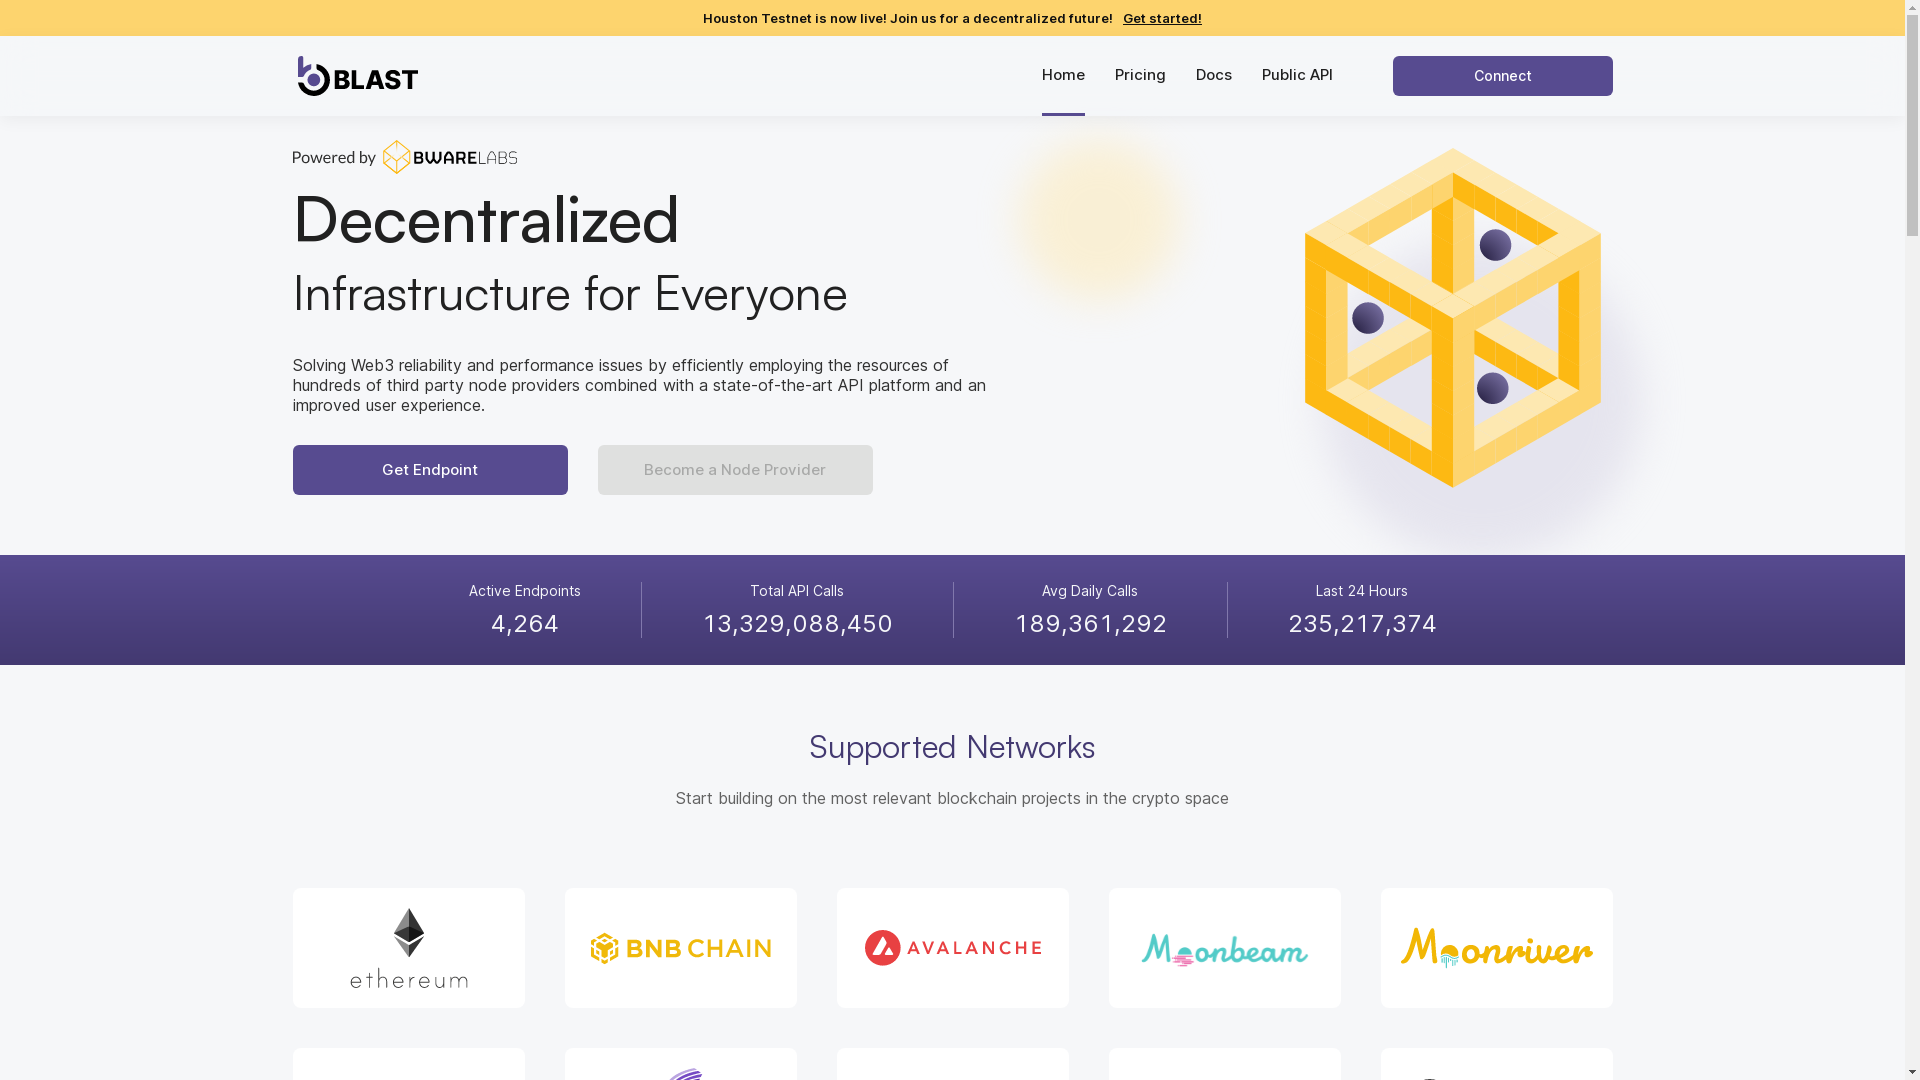 Houston Testnet is now live! Join us for a decentralized future! Get started!
BLAST
Home Pricing Docs Public API Connect
Powered by BWARELABS
Decentralized
Infrastructure for Everyone
Solving Web3 reliability and performance issues by efficiently employing the resources of
hundreds of third party node providers combined with a state-of-the-art API platform and an
improved user experience.
Get Endpoint Become a Node Provider
Active Endpoints Total API Calls Avg Daily Calls Last 24 Hours
4,264 13,329,088,450 189,361,292 235,217,374
Supported Networks
Start building on the most relevant blockchain projects in the crypto space
ethereum BNB CHAIN AVALANCHE Moonbeam Moonriver